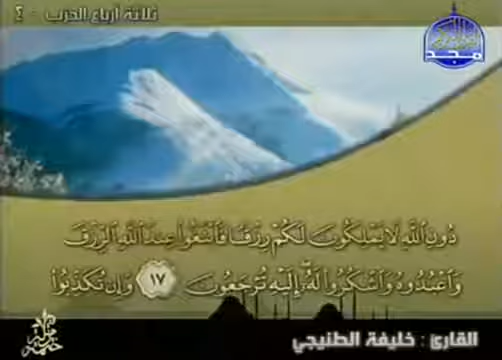 ثلاثة أرباع الحزب - ٤٠
مجد
دُونِ ٱللَّهِ لَا يَمْلِكُونَ لَكُمْ رِزْقًا فَٱبْتَغُوا۟ عِندَ ٱللَّهِ ٱلرِّزْقَ
وَٱعْبُدُوهُ وَٱشْكُرُوا۟ لَهُۥٓ إِلَيْهِ تُرْجَعُونَ ١٧ وَإِن تُكَذِّبُوا۟
القارئ : خليفة الطنيجي